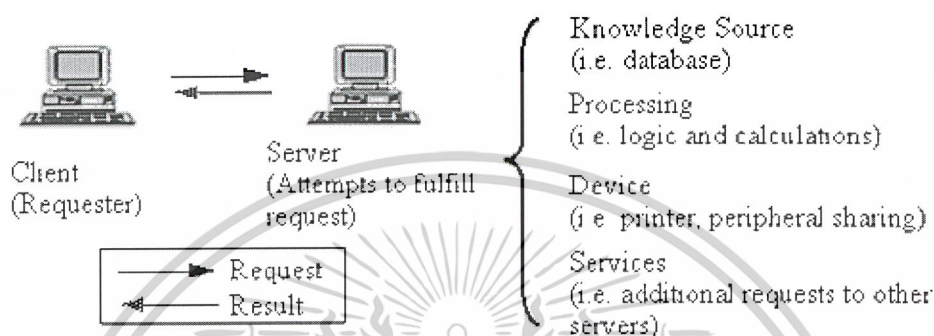 Client
(Requester)
Server
(Attempts to fulfill
request)
Request
Result
Knowledge Source
(i.e. database)
Processing
(i e. logic and calculations)
Device
(i e printer, peripheral sharing)
Services
(i.e. additional requests to other
servers)